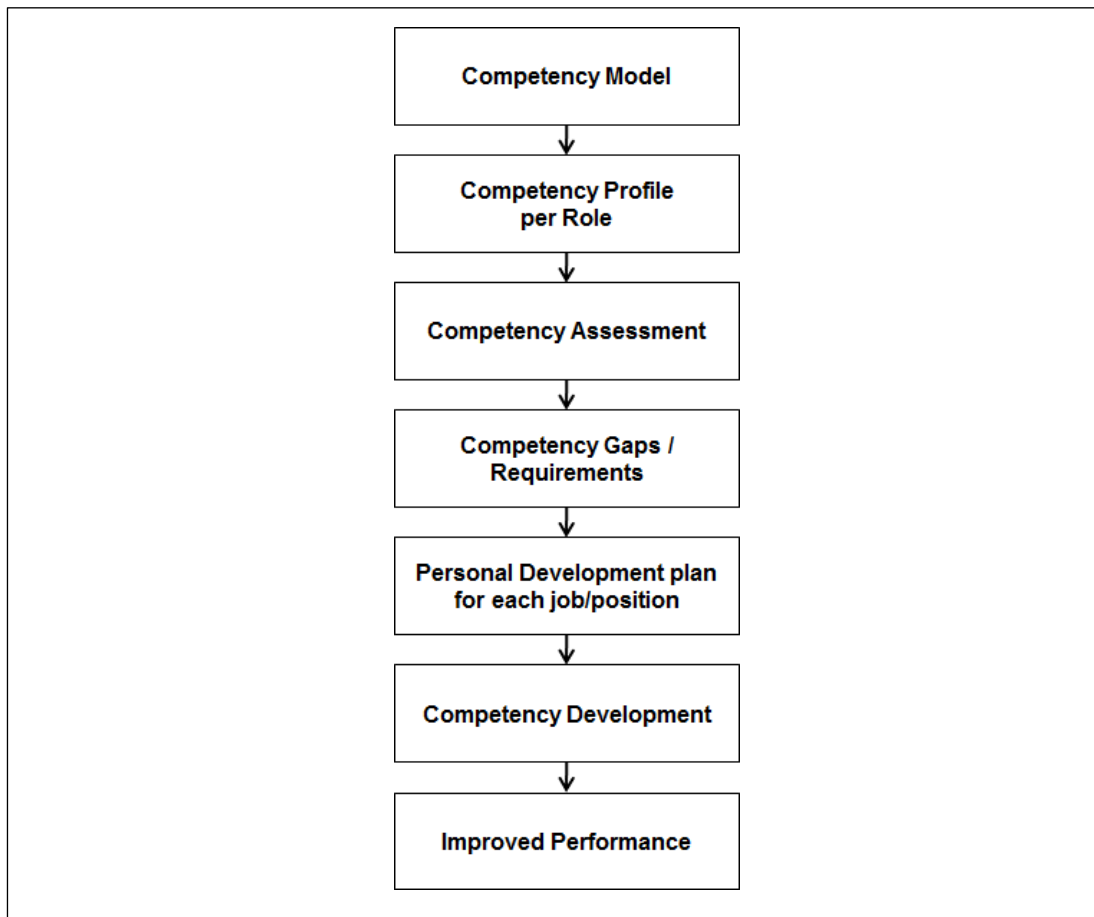 Competency Model
Competency Profile
per Role
Competency Assessment
Competency Gaps /
Requirements
Personal Development plan
for each job/position
Competency Development
Improved Performance